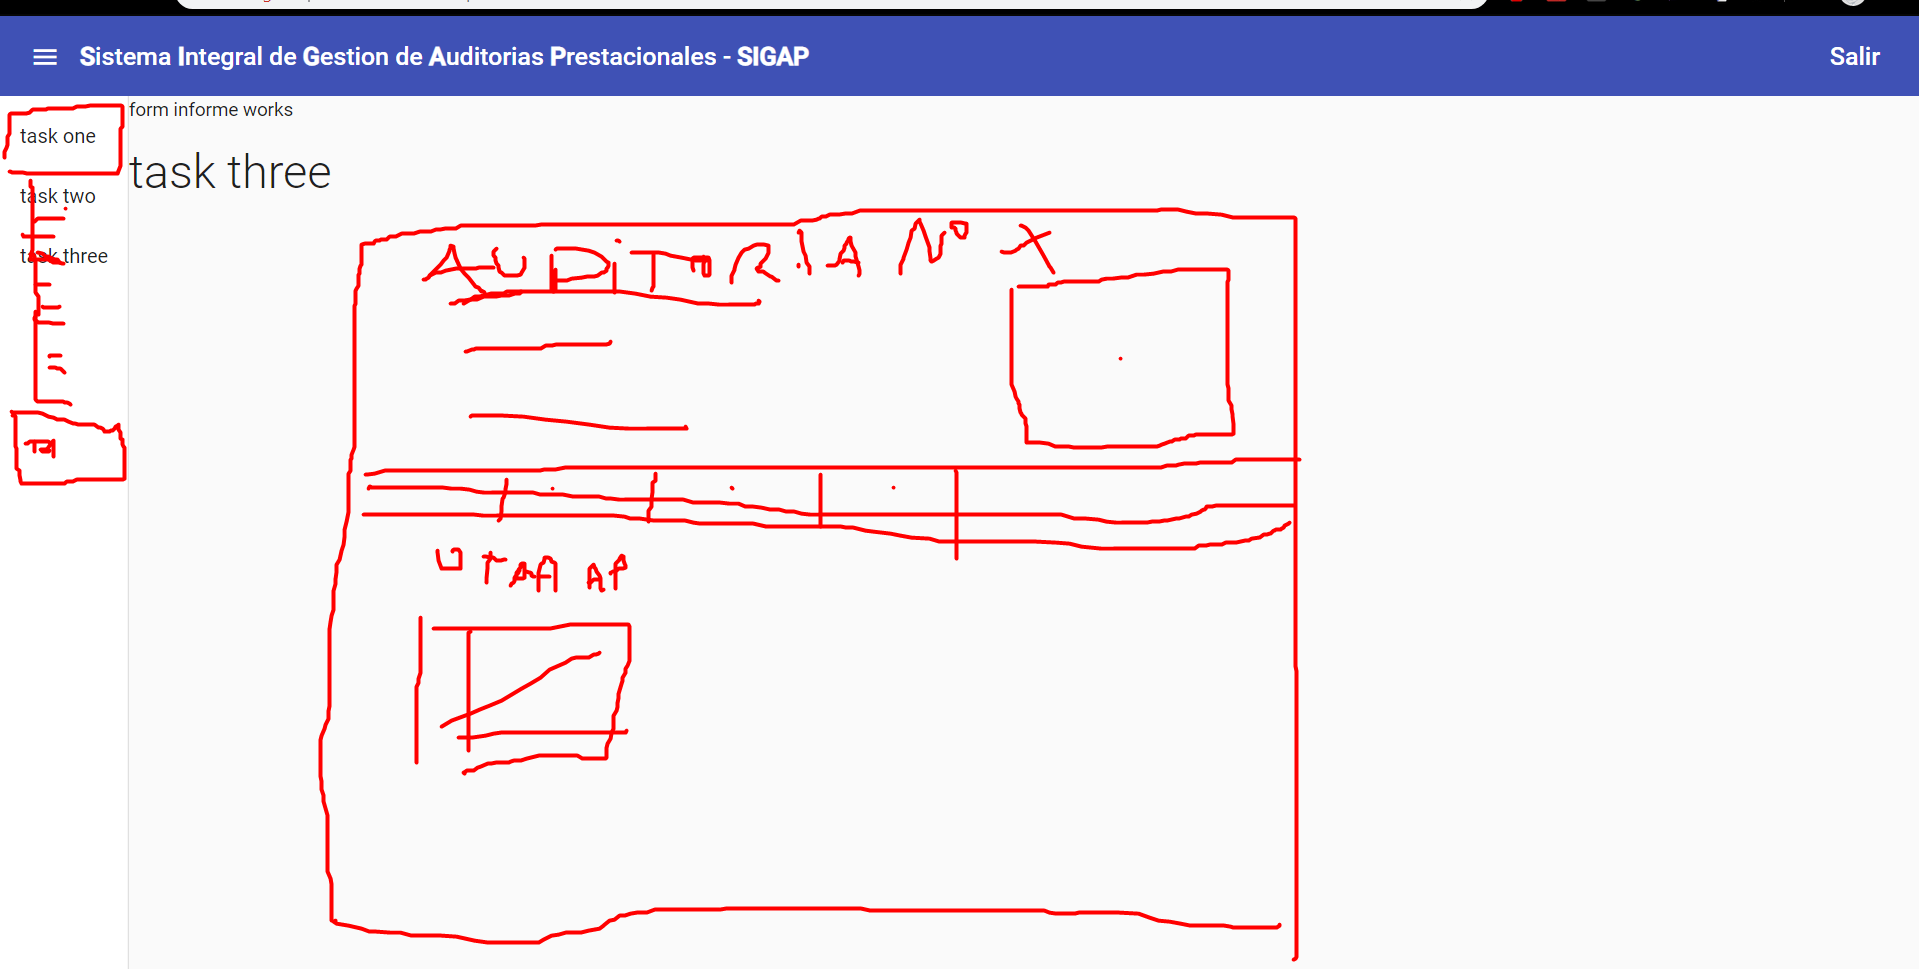 Sistema Integral de Gestion de Auditorias Prestacionales - SIGAP
Salir
form informe works
task one
task three
task two
task three
AUDITORIA Nº X